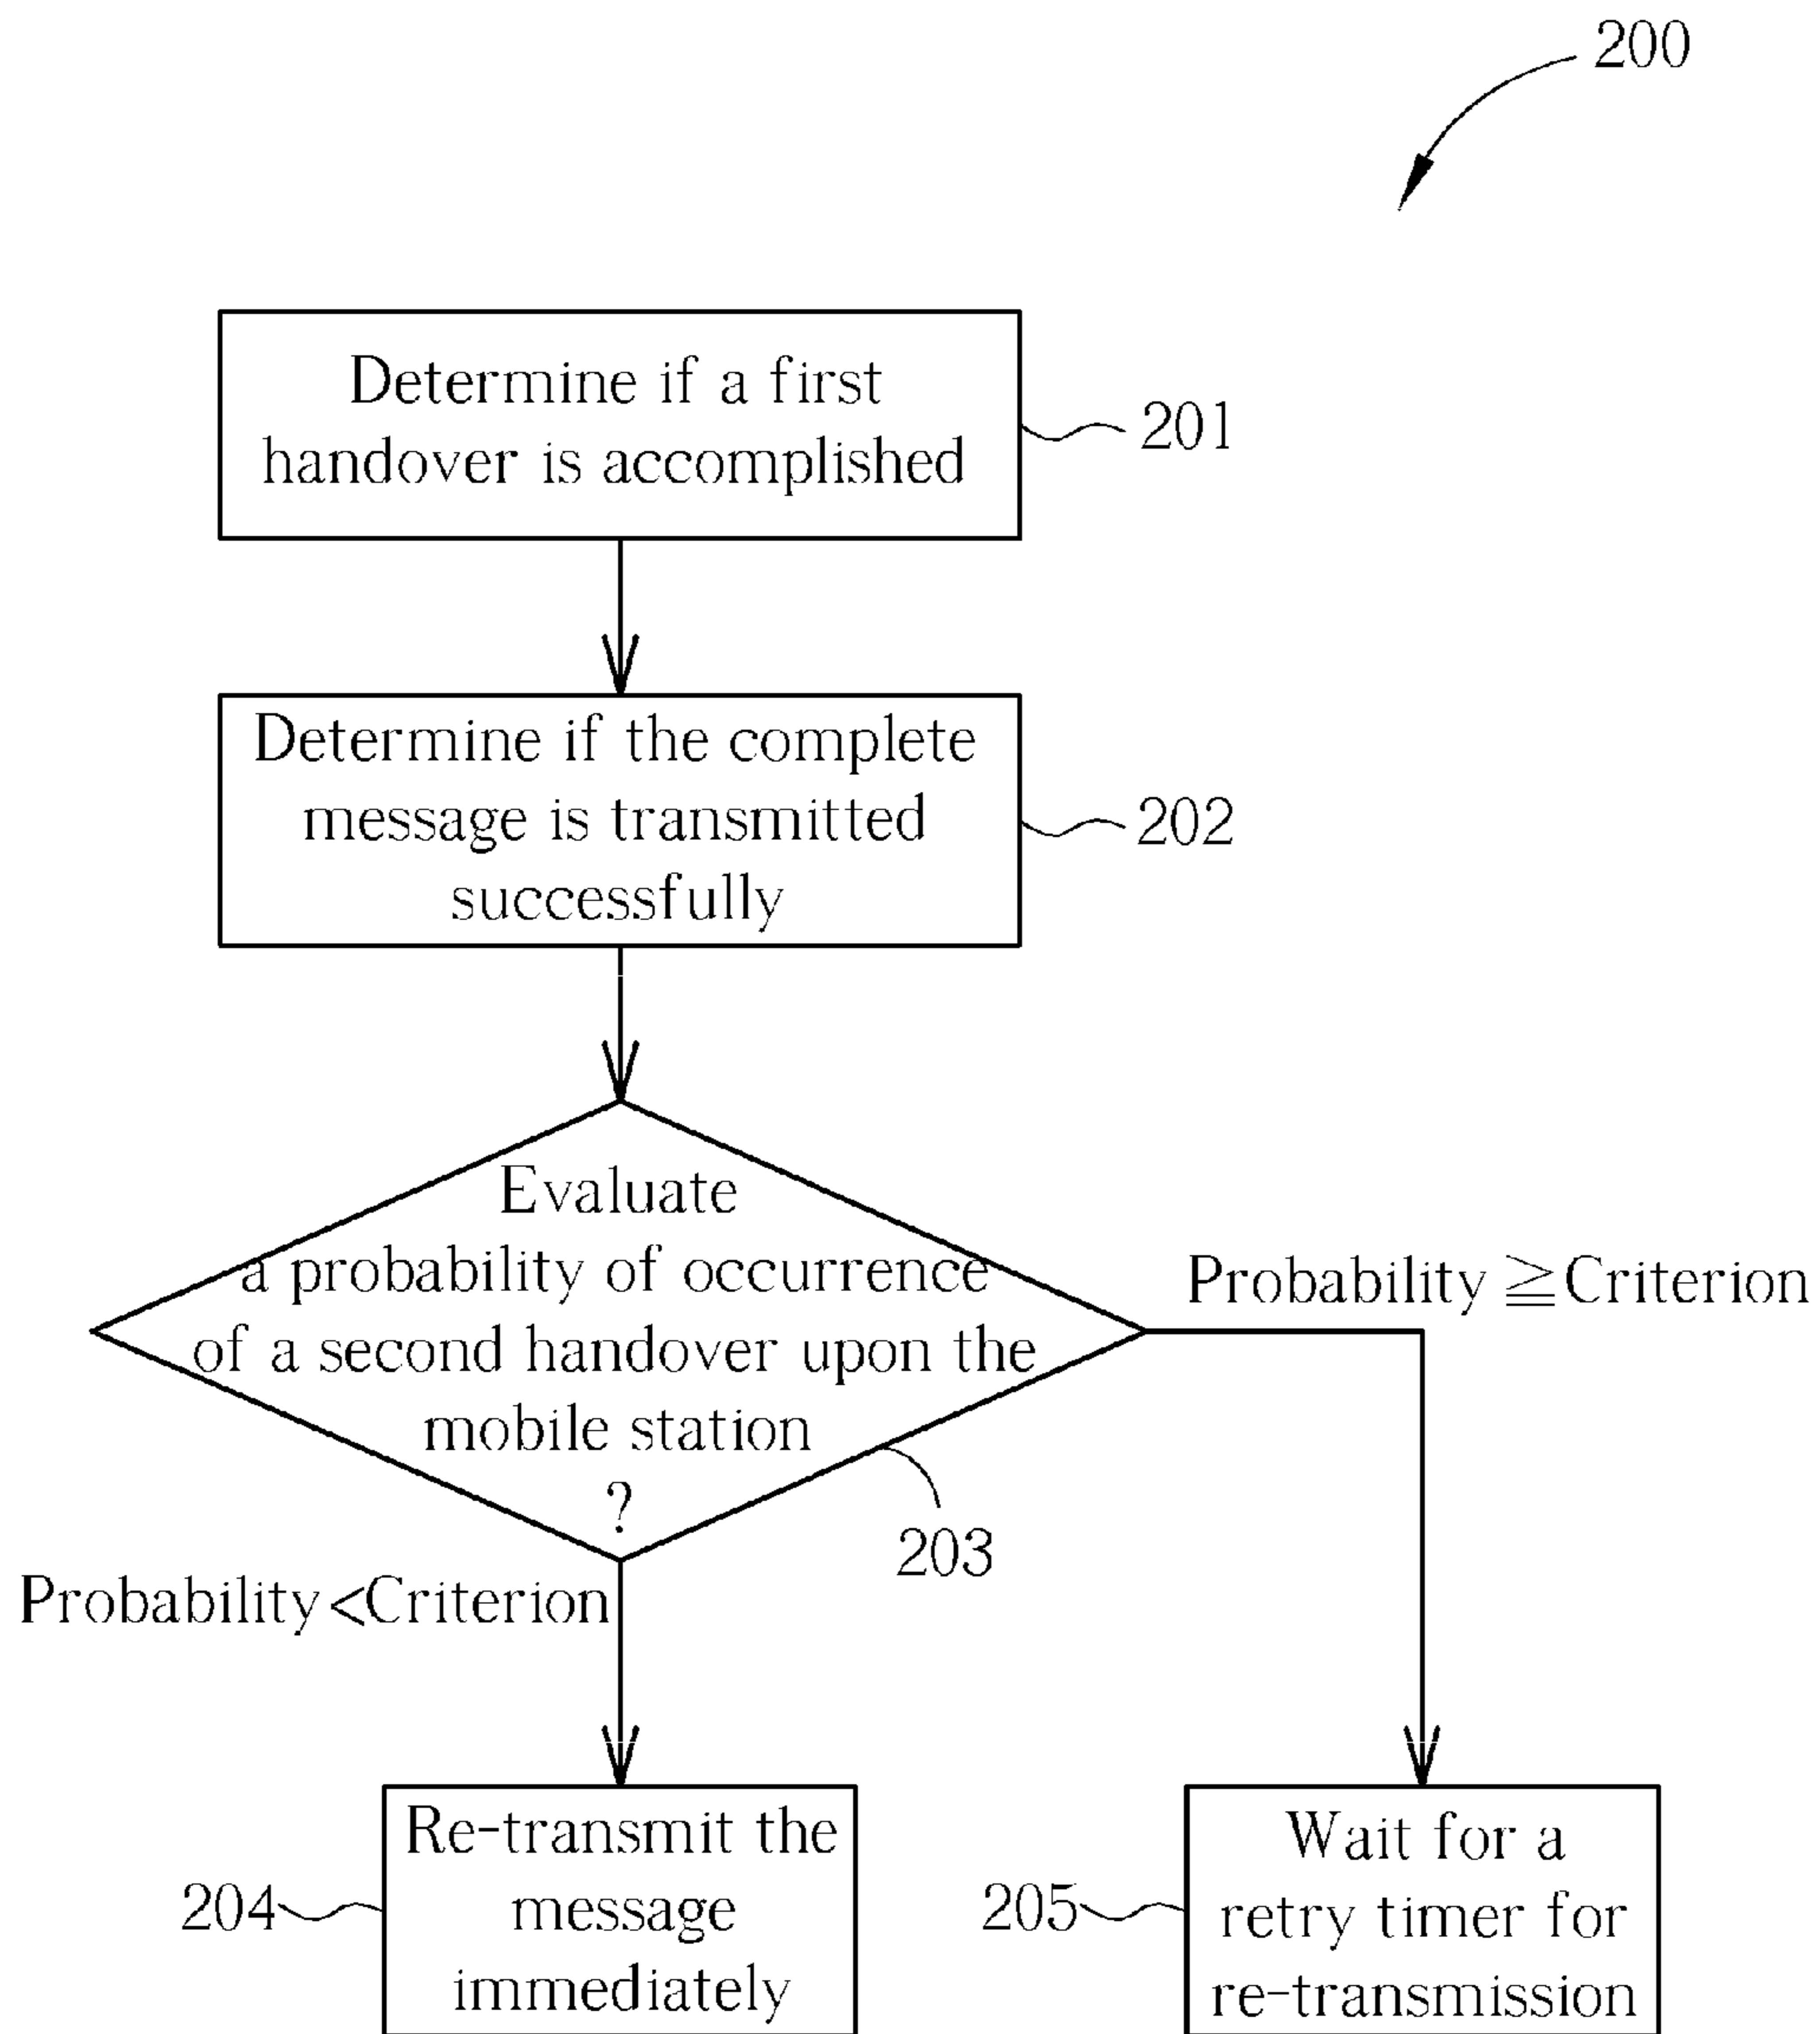 200
Determine if a first
handover is accomplished
201
Determine if the complete
message is transmitted
successfully
202
Evaluate
a probability of occurrence
of a second handover upon the
mobile station
?
203
Probability≧Criterion
Probability<Criterion
Re-transmit the
message
immediately
204
Wait for a
retry timer for
re-transmission
205